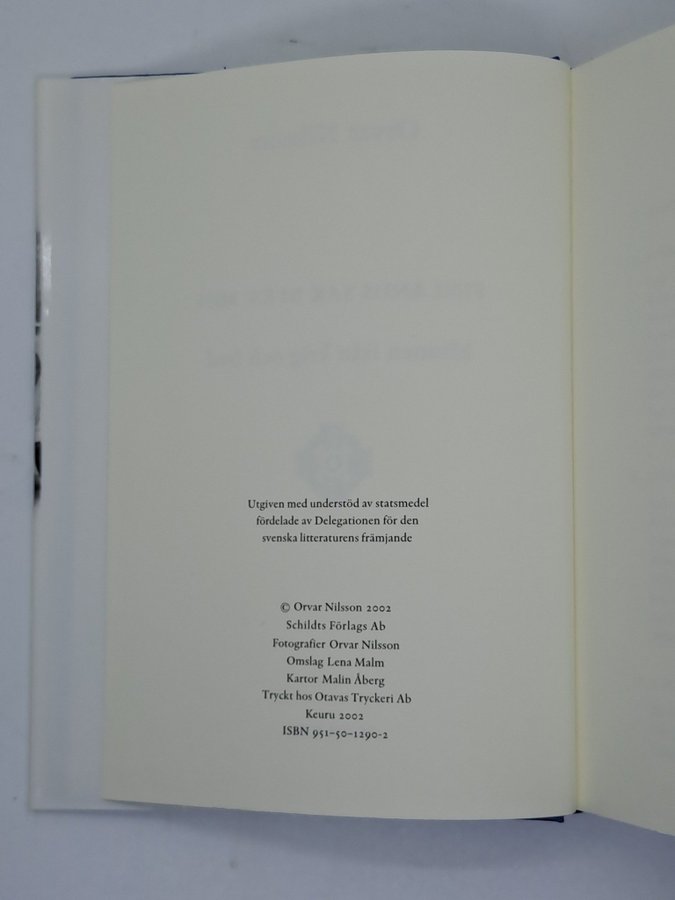 Utgiven med understöd av statsmedel
fördelade av Delegationen för den
svenska litteraturens främjande
© Orvar Nilsson 2002
Schildts Förlags Ab
Fotografier Orvar Nilsson
Omslag Lena Malm
Kartor Malin Åberg
Tryckt hos Otavas Tryckeri Ab
Keuru 2002
ISBN 951-50-1290-2